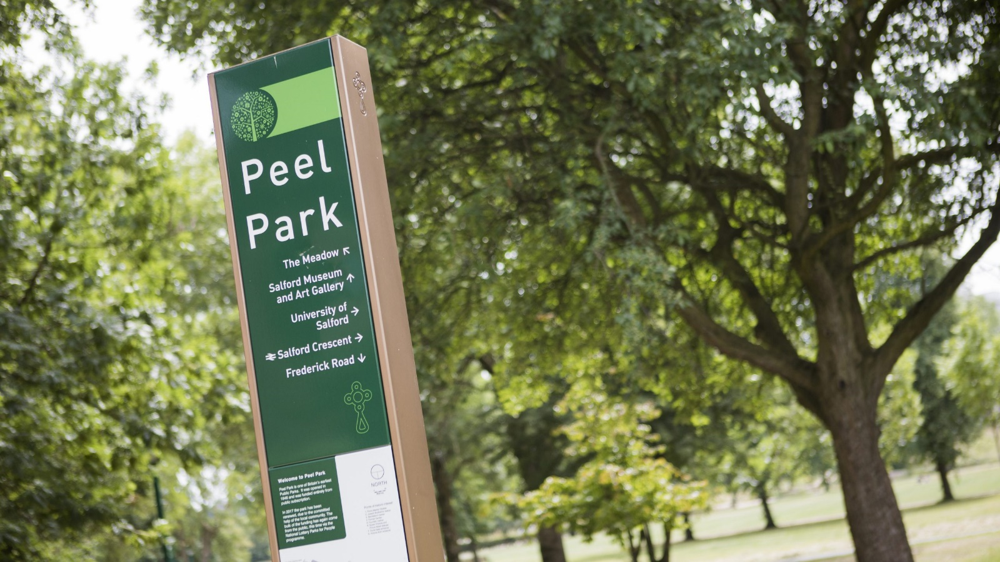 Peel
Park
The Meadow
Salford Museum
and Art Gallery
University of
Salford
Salford Crescent
Frederick Road
Welcome to Peel Park
Peel Park is one of Britain's earliest
Public Parks. It was opened in
1846 and was funded entirely from
public subscription.
In 2017 the park has been
renewed, due to the committed
help of the local community. The
bulk of the funding has again come
from the public, this time via the
National Lottery Parks for People
programme.
NORTH